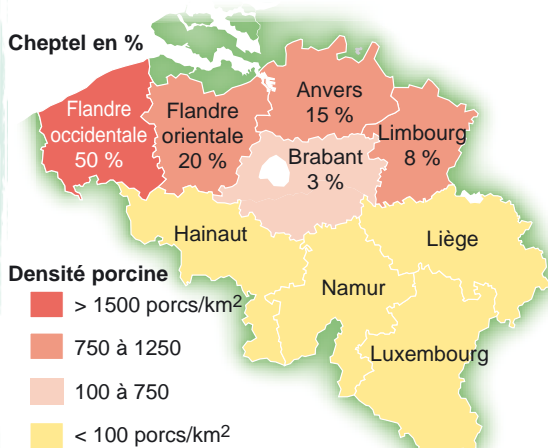 Cheptel en %
Flandre
occidentale
50 %
Flandre
orientale
20 %
Anvers
15 %
Limbourg
8 %
Brabant
3 %
Hainaut
Liège
Namur
Luxembourg
Densité porcine
> 1500 porcs/km²
750 à 1250
100 à 750
< 100 porcs/km²